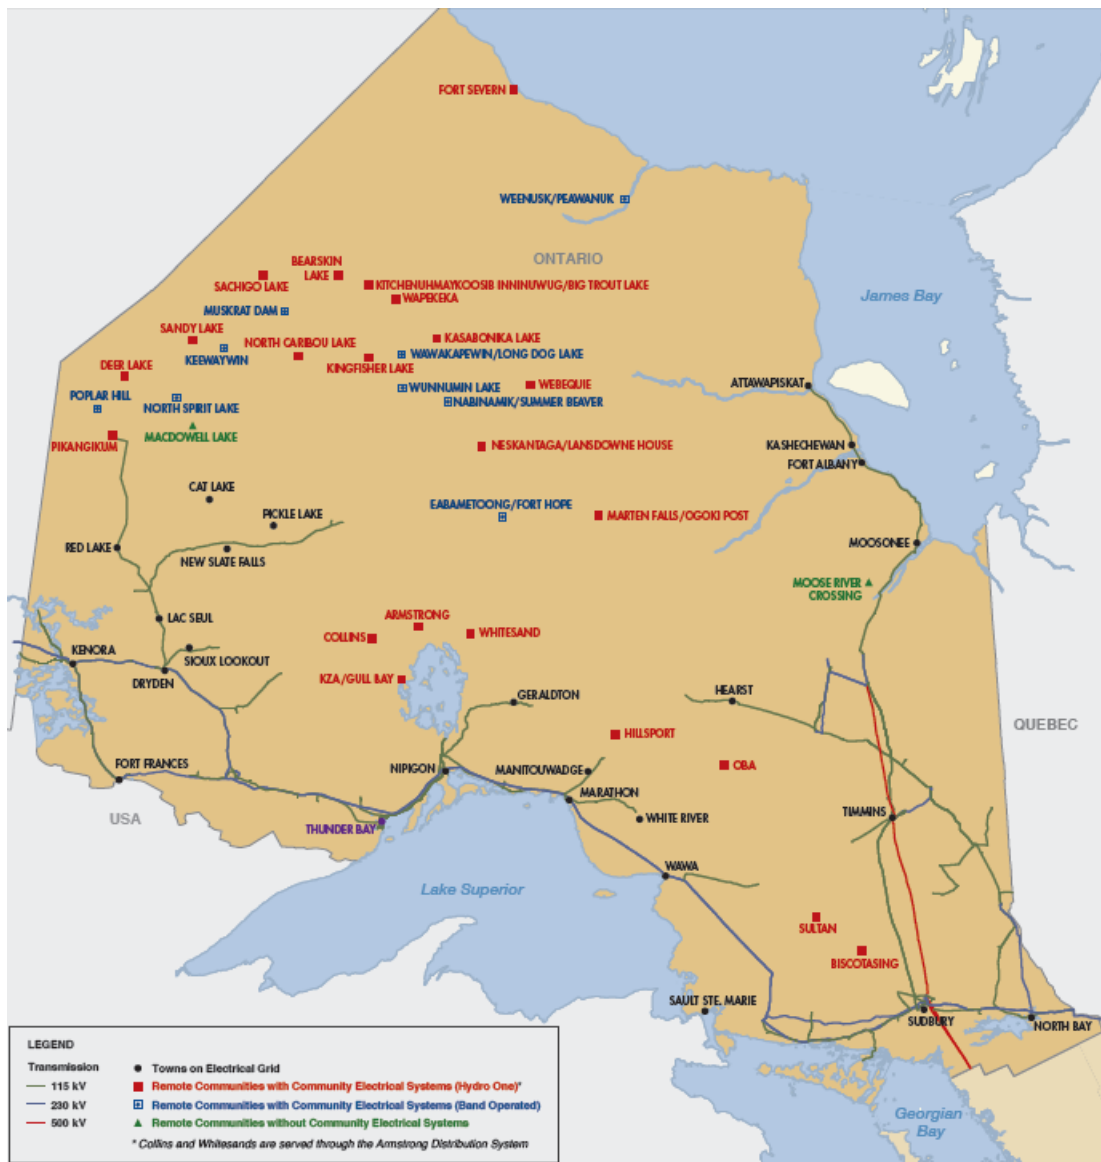 FORT SEVERN
WEENUSK/PEAWANUK
ONTARIO
BEARSKIN
LAKE
SACHIGO LAKE
KITCHENUHMAYKOOSIB INNINUWUG/BIG TROUT LAKE
WAPEKEKA
James Bay
MUSKRAT DAM
SANDY LAKE
KASABONIKA LAKE
NORTH CARIBOU LAKE
KEEWAYWIN
WAWAKAPEWIN/LONG DOG LAKE
KINGFISHER LAKE
DEER LAKE
ATTAWAPISKAT
WEBEQUIE
WUNNUMIN LAKE
POPLAR HILL
NABINAMIK/SUMMER BEAVER
NORTH SPIRIT LAKE
MACDOWELL LAKE
PIKANGIKUM
NESKANTAGA/LANSDOWNE HOUSE
KASHECHEWAN
FORT ALBANY
CAT LAKE
EABAMETOONG/FORT HOPE
PICKLE LAKE
MARTEN FALLS/OGOKI POST
RED LAKE
NEW SLATE FALLS
MOOSONEE
MOOSE RIVER
CROSSING
LAC SEUL
ARMSTRONG
COLLINS
WHITESAND
KENORA
SIOUX LOOKOUT
DRYDEN
KZA/GULL BAY
GERALDTON
HEARST
QUEBEC
HILLSPORT
FORT FRANCES
NIPIGON
MANITOUWADGE
OBA
MARATHON
USA
THUNDER BAY
WHITE RIVER
TIMMINS
WAWA
Lake Superior
SULTAN
BISCOTASING
SAULT STE. MARIE
SUDBURY
NORTH BAY
Georgian
Bay
LEGEND
Transmission
115 kV
230 kV
500 kV
Towns on Electrical Grid
Remote Communities with Community Electrical Systems (Hydro One)*
Remote Communities with Community Electrical Systems (Band Operated)
Remote Communities without Community Electrical Systems
* Collins and Whitesands are served through the Armstrong Distribution System